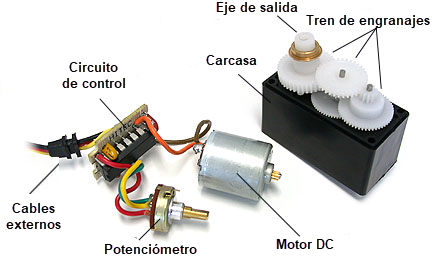 Eje de salida
Tren de engranajes
Carcasa
Circuito
de control
Cables
externos
Potenciómetro
Motor DC